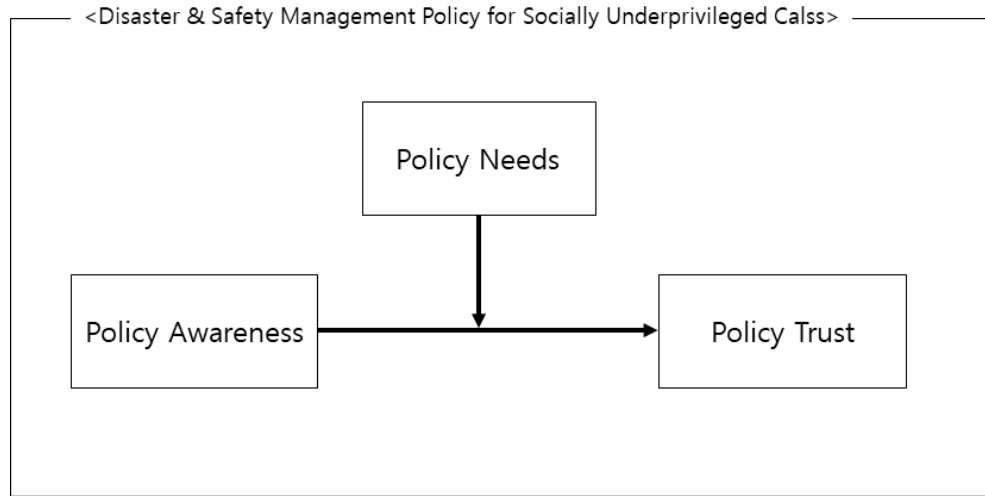 <Disaster & Safety Management Policy for Socially Underprivileged Calss>
Policy Needs
Policy Awareness
Policy Trust